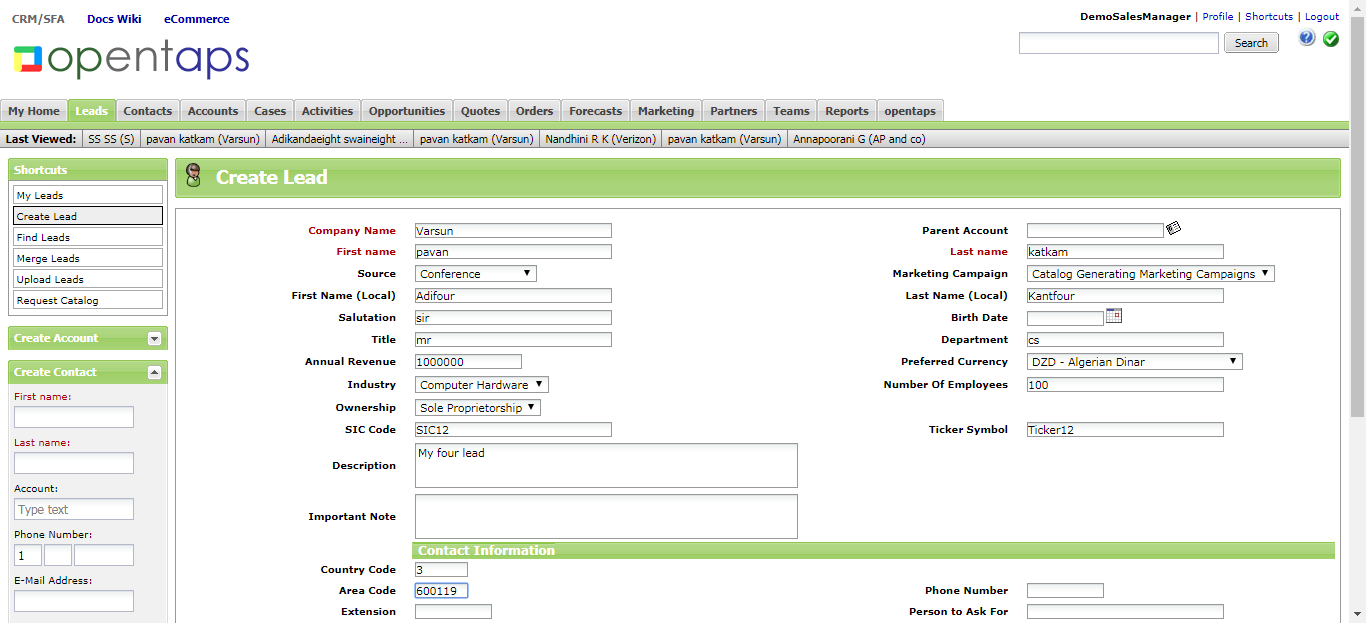 CRM/SFA Docs Wiki eCommerce
DemoSalesManager | Profile | Shortcuts | Logout
opentaps
Search
?
My Home Leads Contacts Accounts Cases Activities Opportunities Quotes Orders Forecasts Marketing Partners Teams Reports opentaps
Last Viewed: SS SS (S) pavan katkam (Varsun) Adikandaeight swaineight ... pavan katkam (Varsun) Nandhini R K (Verizon) pavan katkam (Varsun) Annapoorani G (AP and co)
Shortcuts
My Leads
Create Lead
Find Leads
Merge Leads
Upload Leads
Request Catalog
Create Account
Create Contact
First name:
Last name:
Account:
Type text
Phone Number:
1
E-Mail Address:
Create Lead
Company Name Varsun Parent Account
First name pavan Last name katkam
Source Conference Marketing Campaign Catalog Generating Marketing Campaigns
First Name (Local) Adifour Last Name (Local) Kantfour
Salutation sir Birth Date
Title mr Department cs
Annual Revenue 1000000 Preferred Currency DZD - Algerian Dinar
Industry Computer Hardware Number Of Employees 100
Ownership Sole Proprietorship
SIC Code SIC12 Ticker Symbol Ticker12
Description My four lead
Important Note
Contact Information
Country Code 3
Area Code 600119 Phone Number
Extension Person to Ask For